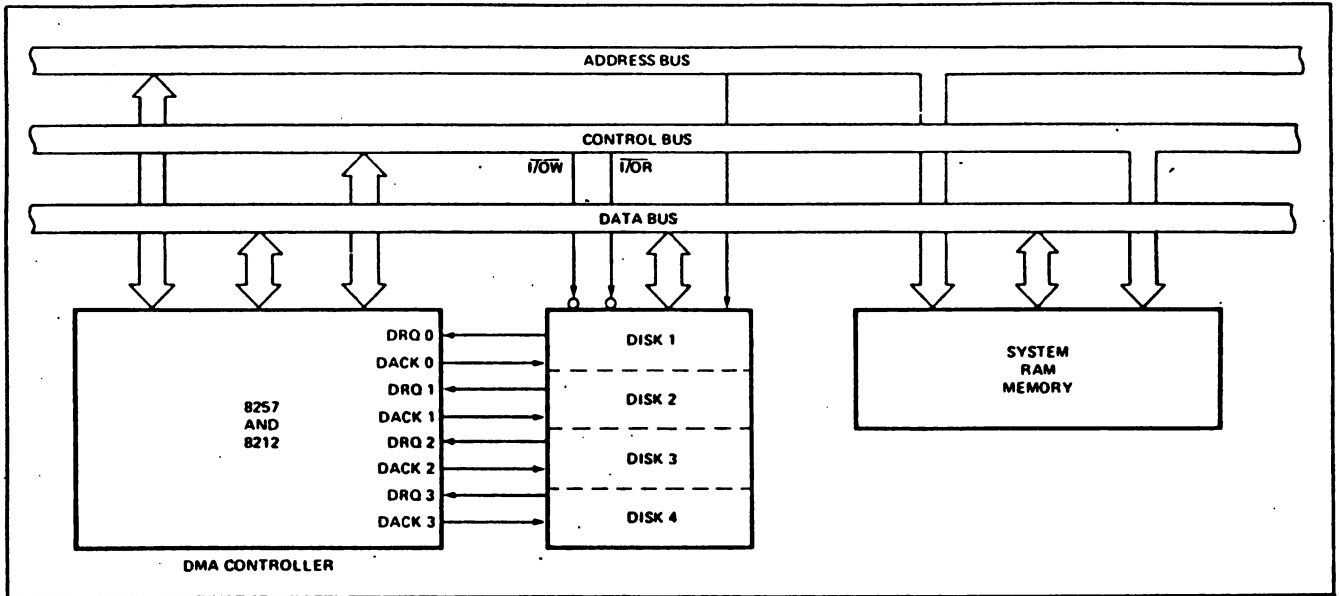 ADDRESS BUS
CONTROL BUS
I/OW
I/OR
DATA BUS
DRQ 0
DACK 0
DRQ 1
DACK 1
DRQ 2
DACK 2
DRQ 3
DACK 3
8257
AND
8212
DMA CONTROLLER
DISK 1
DISK 2
DISK 3
DISK 4
SYSTEM
RAM
MEMORY